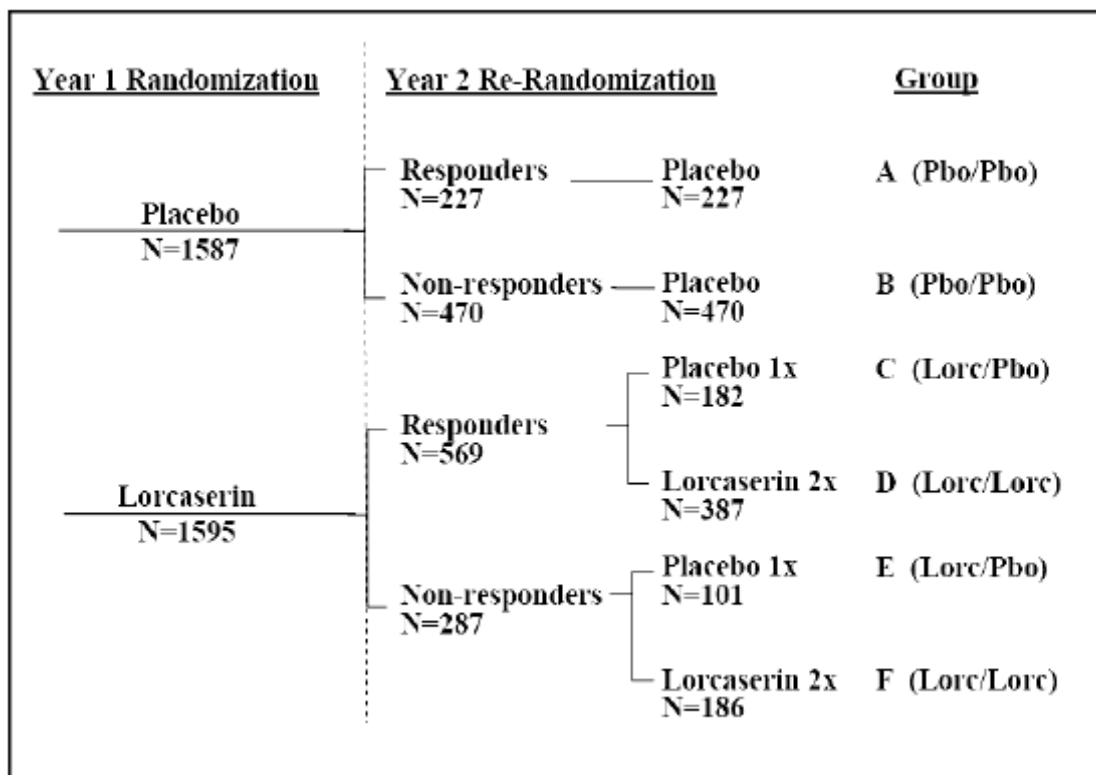 Year 1 Randomization Year 2 Re-Randomization Group
Responders Placebo A (Pbo/Pbo)
N=227 N=227
Placebo
N=1587
Non-responders Placebo B (Pbo/Pbo)
N=470 N=470
Placebo 1x C (Lorc/Pbo)
N=182
Responders
N=569
Lorcaserin 2x D (Lorc/Lorc)
N=387
Lorcaserin
N=1595
Placebo 1x E (Lorc/Pbo)
N=101
Non-responders
N=287
Lorcaserin 2x F (Lorc/Lorc)
N=186